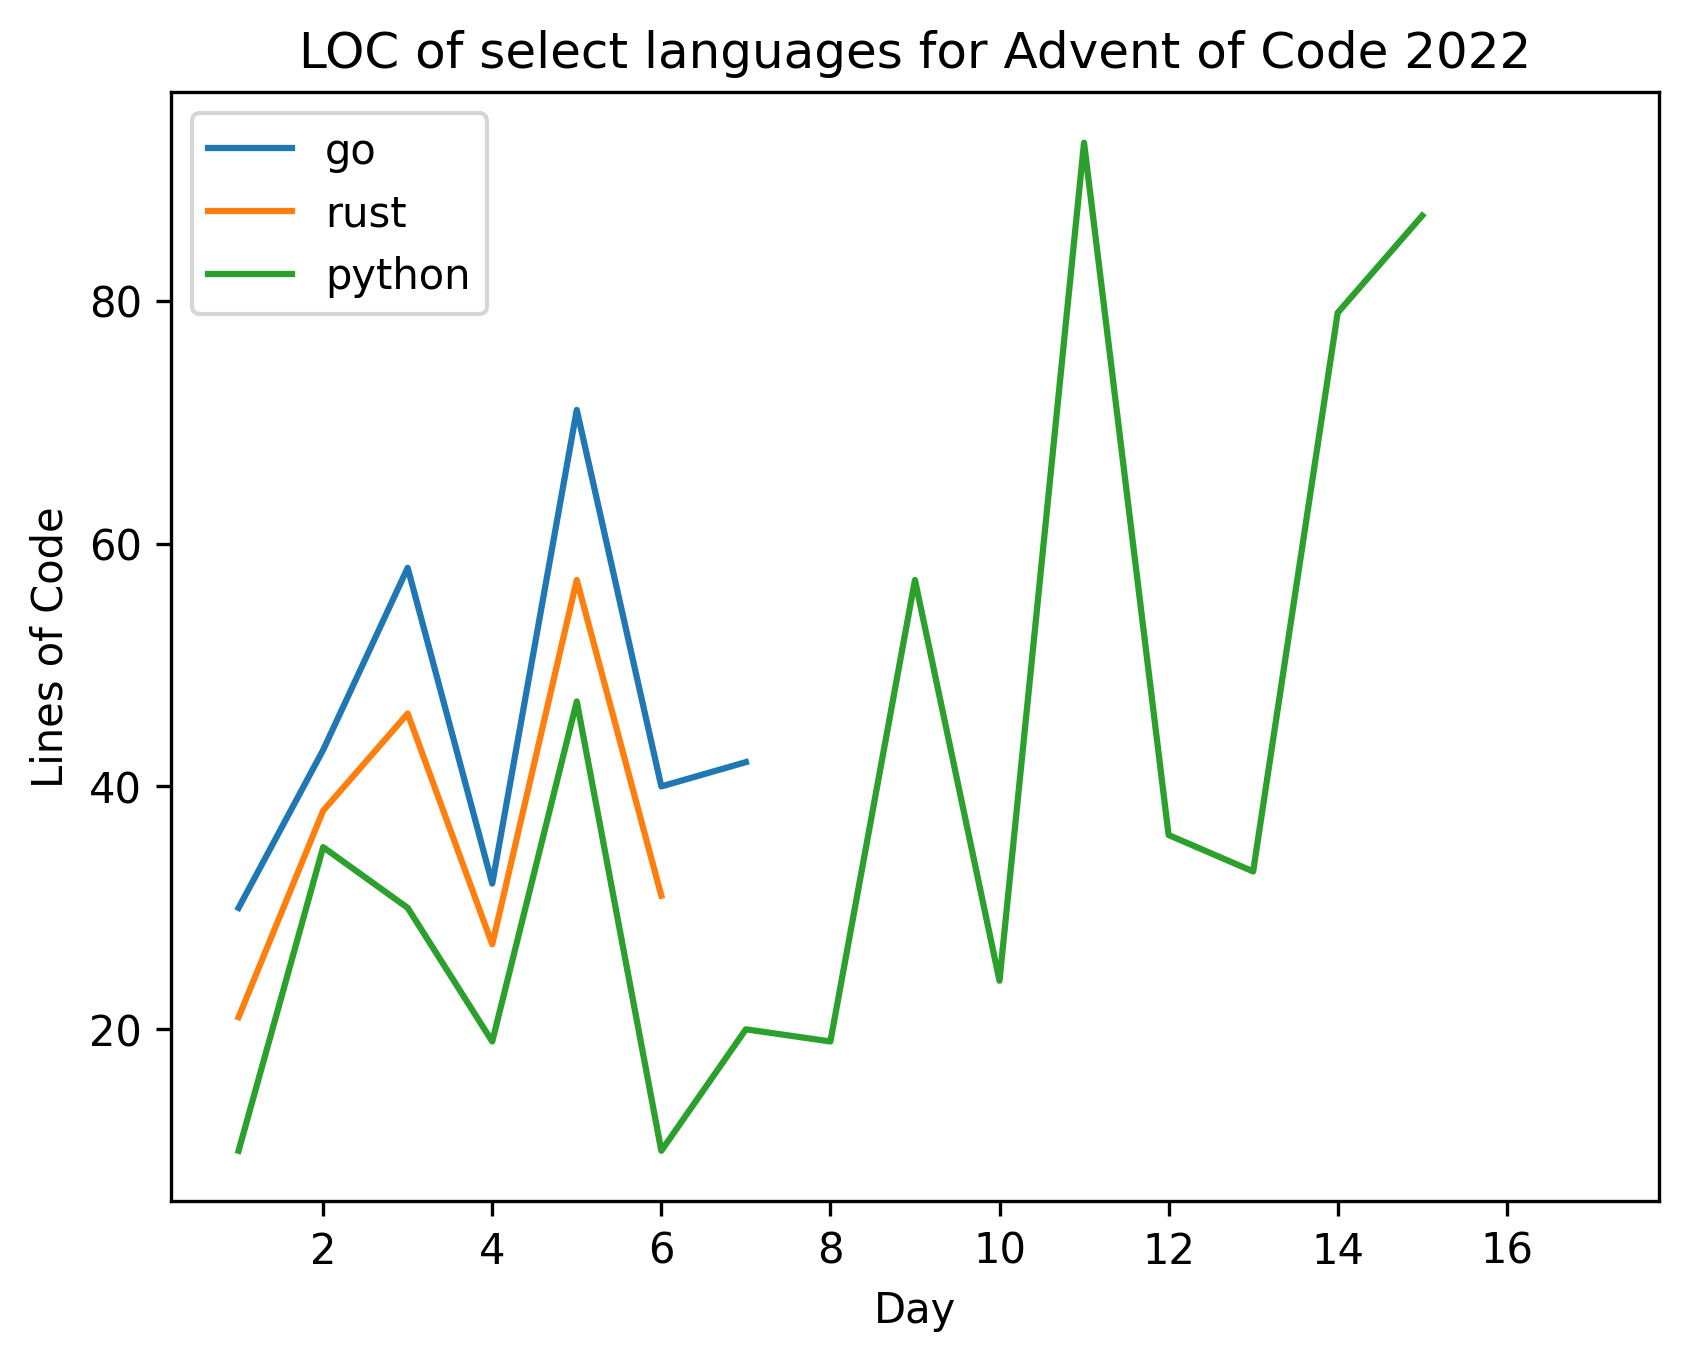 LOC of select languages for Advent of Code 2022
go
rust
python
80
60
40
20
Lines of Code
2 4 6 8 10 12 14 16
Day